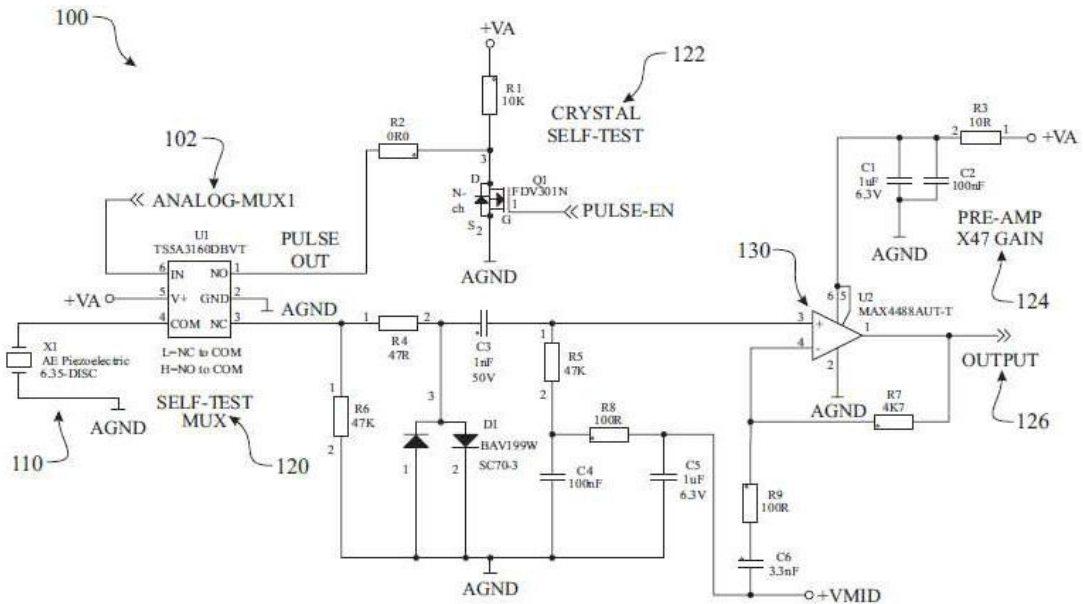 100
+VA
R1
10K
122
CRYSTAL
SELF-TEST
R2
0R0
3
D
Q1
FDV301N
N-
ch
1
G
S
2
PULSE-EN
AGND
102
ANALOG-MUX1
U1
TS5A3160DBVT
PULSE
OUT
6 IN NO 1
+VA 5 V+ GND 2
AGND
4 COM NC 3
L=NC to COM
H=NO to COM
SELF-TEST
MUX
120
X1
AE Piezoelectric
6.35-DISC
AGND
110
R3
2 10R 1
+VA
C1
1uF
6.3V
C2
100nF
AGND
PRE-AMP
X47 GAIN
124
130
6 5
U2
MAX4488AUT-T
3 +
4 -
1
2
AGND
OUTPUT
126
R7
4K7
1 2
R4
47R
C3
1nF
50V
1
R5
47K
2
1
R6
47K
2
3
D1
BAV199W
SC70-3
1 2
R8
100R
C4
100nF
C5
1uF
6.3V
AGND
R9
100R
C6
3.3nF
+VMID